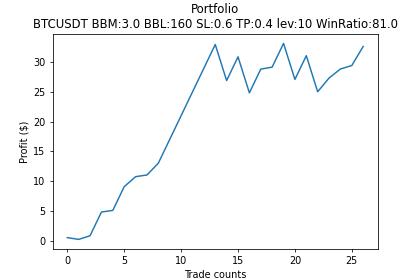 Portfolio
BTCUSDT BBM:3.0 BBL:160 SL:0.6 TP:0.4 lev:10 WinRatio:81.0
30
25
20
15
10
5
0
Profit ($)
0 5 10 15 20 25
Trade counts